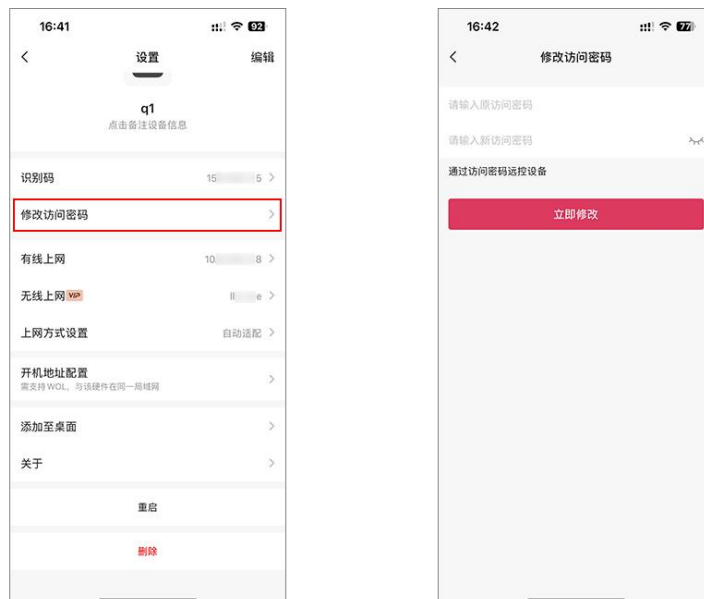 16:41
92
设置
编辑
q1
点击备注设备信息
识别码
15 5
修改访问密码
有线上网
10. 8
无线上网 VIP
ll e
上网方式设置
自动适配
开机地址配置
需支持WOL，与该硬件在同一局域网
添加至桌面
关于
重启
删除
16:42
77
修改访问密码
请输入原访问密码
请输入新访问密码
通过访问密码远控设备
立即修改